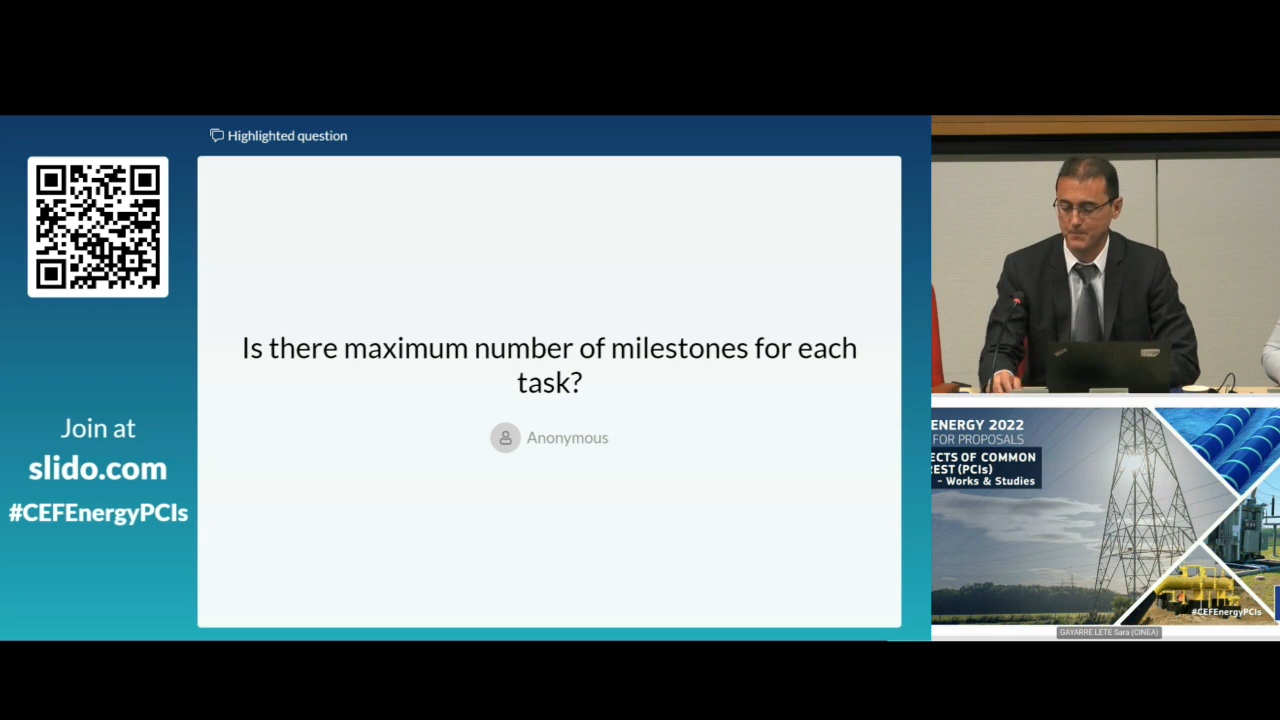 Highlighted question
Is there maximum number of milestones for each
task?
Anonymous
Join at
slido.com
#CEFEnergyPCIs
ENERGY 2022
FOR PROPOSALS
ECTS OF COMMON
REST (PCIs)
- Works & Studies
#CEFEnergyPCIs
GAYARRE LETE Sara (CINEA)